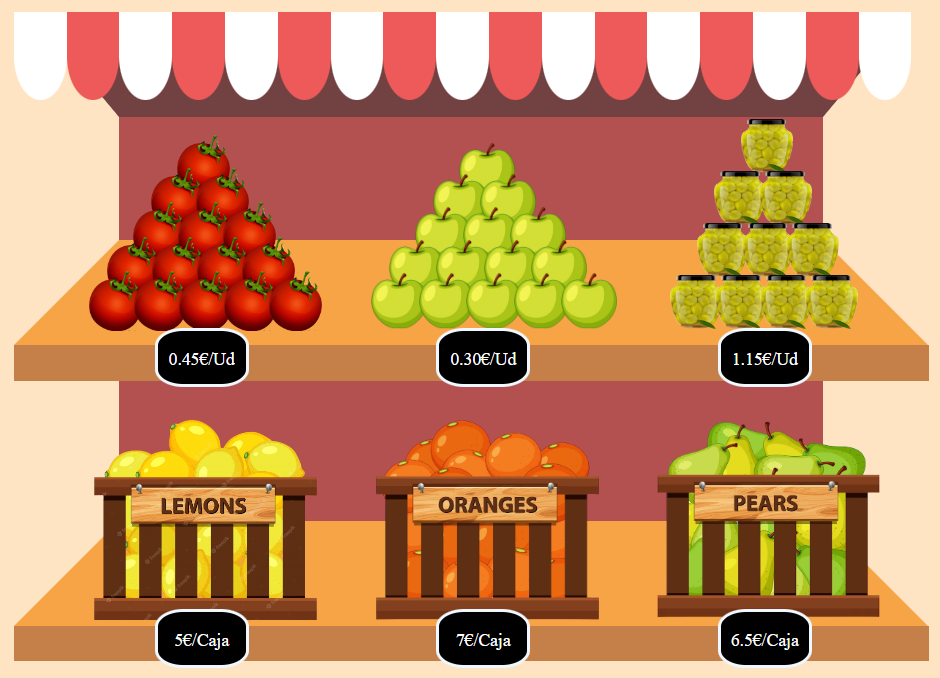 0.45€/Ud
0.30€/Ud
1.15€/Ud
LEMONS
ORANGES
PEARS
5€/Caja
7€/Caja
6.5€/Caja